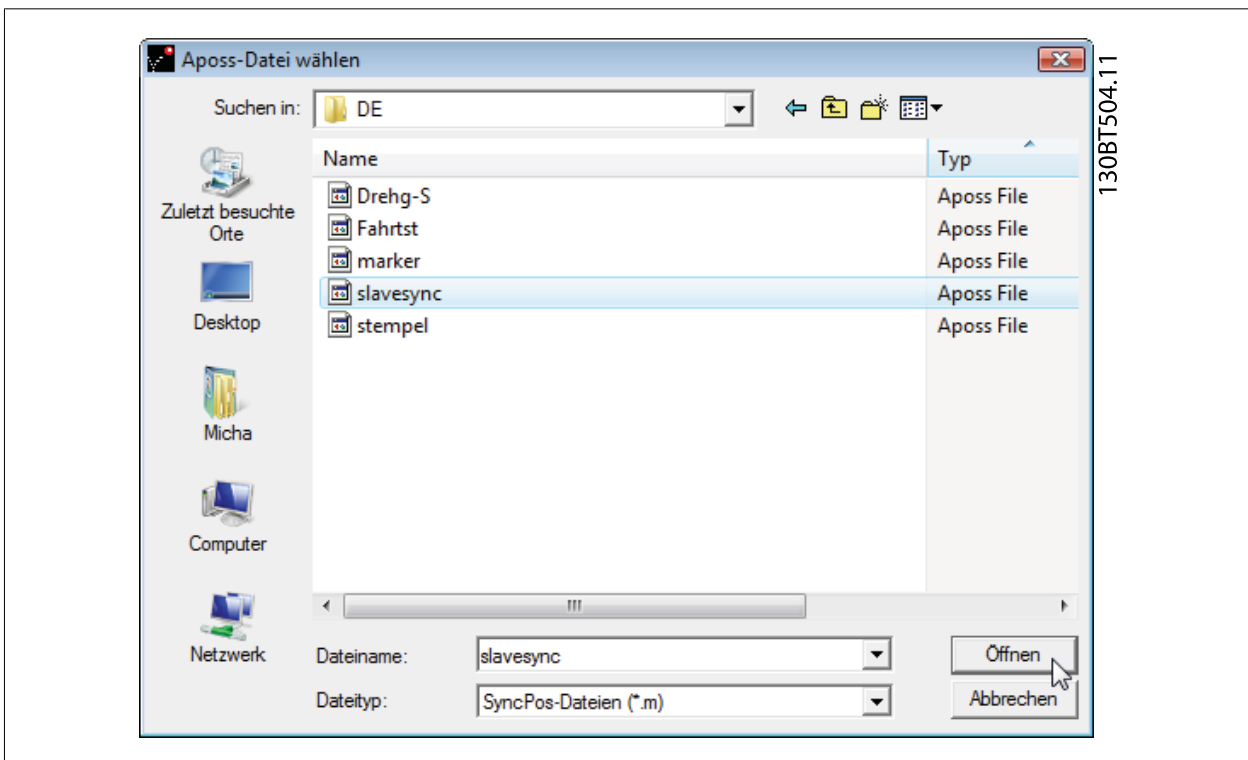 Aposs-Datei wählen
Suchen in:
DE
Name
Typ
Drehg-S
Aposs File
Fahrtst
Aposs File
marker
Aposs File
slavesync
Aposs File
stempel
Aposs File
Zuletzt besuchte
Orte
Desktop
Micha
Computer
Netzwerk
Dateiname:
slavesync
Öffnen
Dateityp:
SyncPos-Dateien (*.m)
Abbrechen
130BT504.11